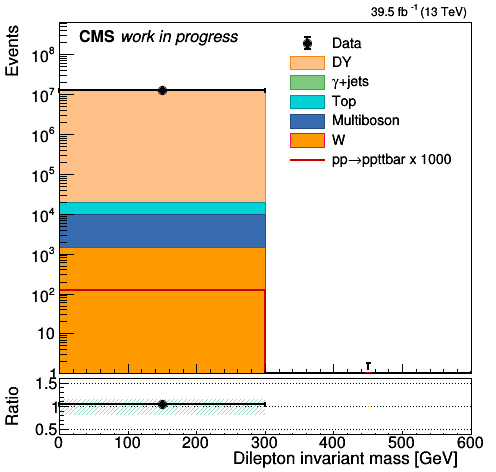 39.5 fb⁻¹ (13 TeV)
CMS work in progress
Events
10⁸
10⁷
10⁶
10⁵
10⁴
10³
10²
10
1
Data
DY
γ+jets
Top
Multiboson
W
pp→ppttbar x 1000
Ratio
1.5
1
0.5
0 100 200 300 400 500 600
Dilepton invariant mass [GeV]